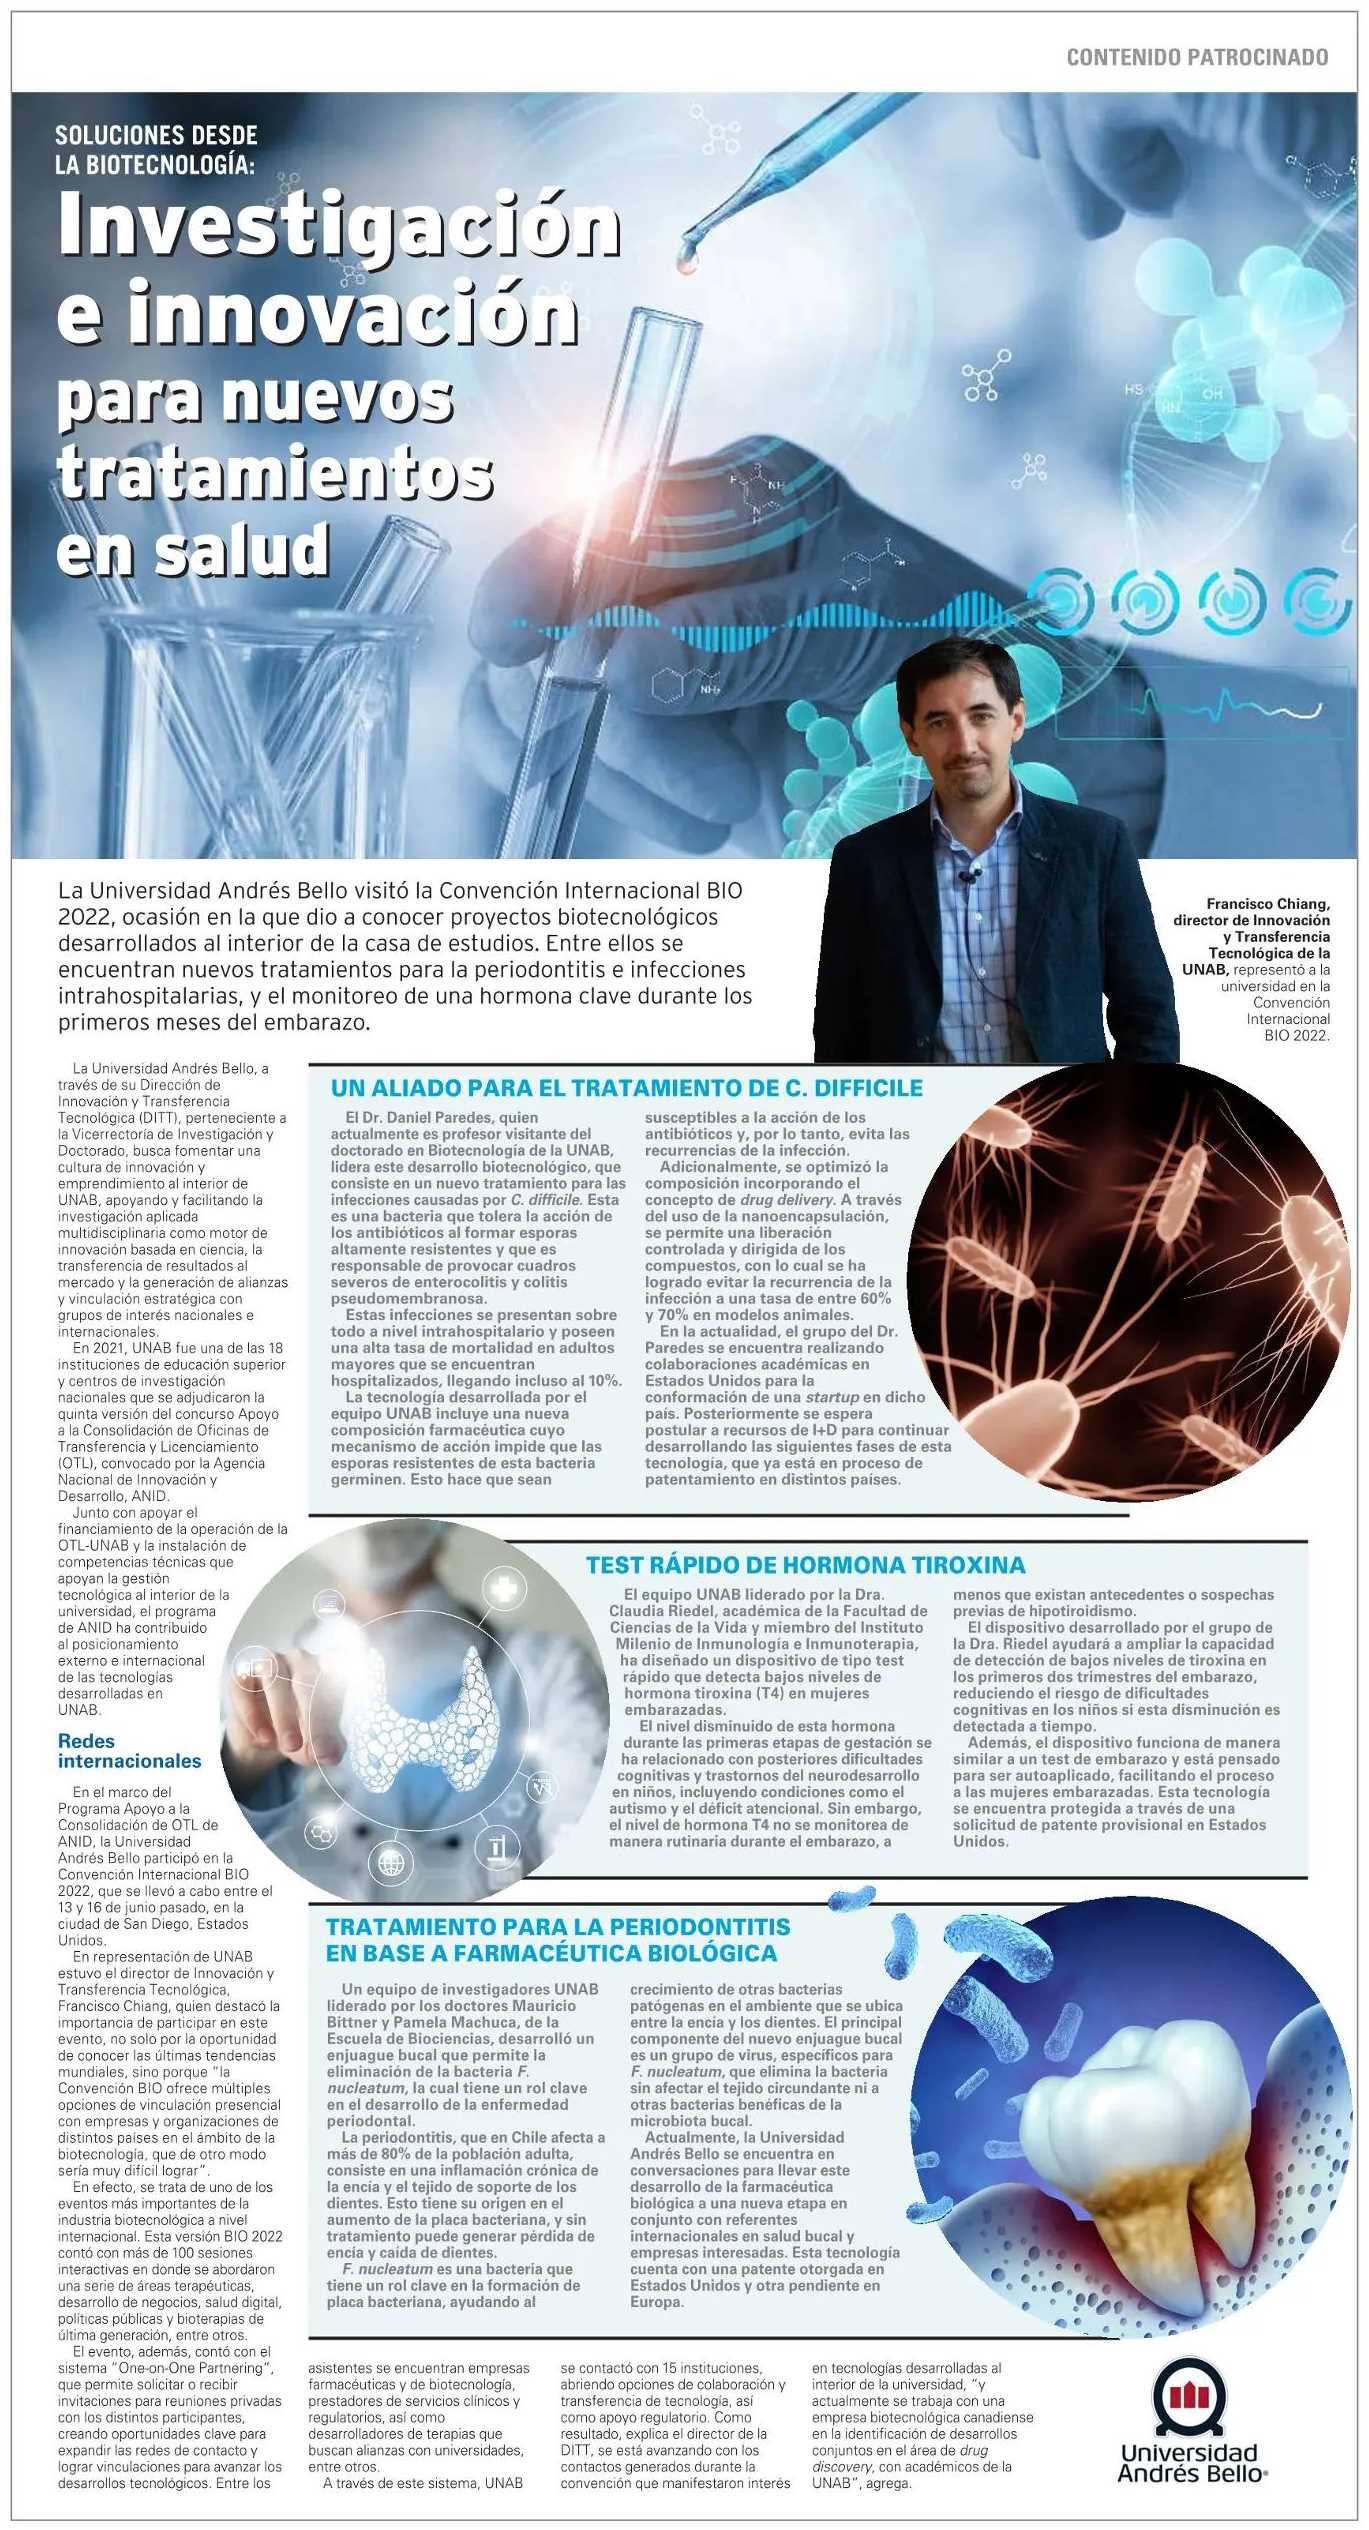 CONTENIDO PATROCINADO
SOLUCIONES DESDE
LA BIOTECNOLOGÍA:
Investigación
e innovación
para nuevos
tratamientos
en salud
HS
HN
OH
Cl
F
NH
N
H
NH₂
La Universidad Andrés Bello visitó la Convención Internacional BIO
2022, ocasión en la que dio a conocer proyectos biotecnológicos
desarrollados al interior de la casa de estudios. Entre ellos se
encuentran nuevos tratamientos para la periodontitis e infecciones
intrahospitalarias, y el monitoreo de una hormona clave durante los
primeros meses del embarazo.
Francisco Chiang,
director de Innovación
y Transferencia
Tecnológica de la
UNAB, representó a la
universidad en la
Convención
Internacional
BIO 2022.
La Universidad Andrés Bello, a
través de su Dirección de
Innovación y Transferencia
Tecnológica (DITT), perteneciente a
la Vicerrectoría de Investigación y
Doctorado, busca fomentar una
cultura de innovación y
emprendimiento al interior de
UNAB, apoyando y facilitando la
investigación aplicada
multidisciplinaria como motor de
innovación basada en ciencia, la
transferencia de resultados al
mercado y la generación de alianzas
y vinculación estratégica con
grupos de interés nacionales e
internacionales.
En 2021, UNAB fue una de las 18
instituciones de educación superior
y centros de investigación
nacionales que se adjudicaron la
quinta versión del concurso Apoyo
a la Consolidación de Oficinas de
Transferencia y Licenciamiento
(OTL), convocado por la Agencia
Nacional de Innovación y
Desarrollo, ANID.
Junto con apoyar el
financiamiento de la operación de la
OTL-UNAB y la instalación de
competencias técnicas que
apoyan la gestión
tecnológica al interior de la
universidad, el programa
de ANID ha contribuido
al posicionamiento
externo e internacional
de las tecnologías
desarrolladas en
UNAB.
Redes
internacionales
En el marco del
Programa Apoyo a la
Consolidación de OTL de
ANID, la Universidad
Andrés Bello participó en la
Convención Internacional BIO
2022, que se llevó a cabo entre el
13 y 16 de junio pasado, en la
ciudad de San Diego, Estados
Unidos.
En representación de UNAB
estuvo el director de Innovación y
Transferencia Tecnológica,
Francisco Chiang, quien destacó la
importancia de participar en este
evento, no solo por la oportunidad
de conocer las últimas tendencias
mundiales, sino porque “la
Convención BIO ofrece múltiples
opciones de vinculación presencial
con empresas y organizaciones de
distintos países en el ámbito de la
biotecnología, que de otro modo
sería muy difícil lograr”.
En efecto, se trata de uno de los
eventos más importantes de la
industria biotecnológica a nivel
internacional. Esta versión BIO 2022
contó con más de 100 sesiones
interactivas en donde se abordaron
una serie de áreas terapéuticas,
desarrollo de negocios, salud digital,
políticas públicas y bioterapias de
última generación, entre otros.
El evento, además, contó con el
sistema “One-on-One Partnering”,
que permite solicitar o recibir
invitaciones para reuniones privadas
con los distintos participantes,
creando oportunidades clave para
expandir las redes de contacto y
lograr vinculaciones para avanzar los
desarrollos tecnológicos. Entre los
UN ALIADO PARA EL TRATAMIENTO DE C. DIFFICILE
El Dr. Daniel Paredes, quien
actualmente es profesor visitante del
doctorado en Biotecnología de la UNAB,
lidera este desarrollo biotecnológico, que
consiste en un nuevo tratamiento para las
infecciones causadas por C. difficile. Esta
es una bacteria que tolera la acción de
los antibióticos al formar esporas
altamente resistentes y que es
responsable de provocar cuadros
severos de enterocolitis y colitis
pseudomembranosa.
Estas infecciones se presentan sobre
todo a nivel intrahospitalario y poseen
una alta tasa de mortalidad en adultos
mayores que se encuentran
hospitalizados, llegando incluso al 10%.
La tecnología desarrollada por el
equipo UNAB incluye una nueva
composición farmacéutica cuyo
mecanismo de acción impide que las
esporas resistentes de esta bacteria
germinen. Esto hace que sean
susceptibles a la acción de los
antibióticos y, por lo tanto, evita las
recurrencias de la infección.
Adicionalmente, se optimizó la
composición incorporando el
concepto de drug delivery. A través
del uso de la nanoencapsulación,
se permite una liberación
controlada y dirigida de los
compuestos, con lo cual se ha
logrado evitar la recurrencia de la
infección a una tasa de entre 60%
y 70% en modelos animales.
En la actualidad, el grupo del Dr.
Paredes se encuentra realizando
colaboraciones académicas en
Estados Unidos para la
conformación de una startup en dicho
país. Posteriormente se espera
postular a recursos de I+D para continuar
desarrollando las siguientes fases de esta
tecnología, que ya está en proceso de
patentamiento en distintos países.
TEST RÁPIDO DE HORMONA TIROXINA
El equipo UNAB liderado por la Dra.
Claudia Riedel, académica de la Facultad de
Ciencias de la Vida y miembro del Instituto
Milenio de Inmunología e Inmunoterapia,
ha diseñado un dispositivo de tipo test
rápido que detecta bajos niveles de
hormona tiroxina (T4) en mujeres
embarazadas.
El nivel disminuido de esta hormona
durante las primeras etapas de gestación se
ha relacionado con posteriores dificultades
cognitivas y trastornos del neurodesarrollo
en niños, incluyendo condiciones como el
autismo y el déficit atencional. Sin embargo,
el nivel de hormona T4 no se monitorea de
manera rutinaria durante el embarazo, a
menos que existan antecedentes o sospechas
previas de hipotiroidismo.
El dispositivo desarrollado por el grupo de
la Dra. Riedel ayudará a ampliar la capacidad
de detección de bajos niveles de tiroxina en
los primeros dos trimestres del embarazo,
reduciendo el riesgo de dificultades
cognitivas en los niños si esta disminución es
detectada a tiempo.
Además, el dispositivo funciona de manera
similar a un test de embarazo y está pensado
para ser autoaplicado, facilitando el proceso
a las mujeres embarazadas. Esta tecnología
se encuentra protegida a través de una
solicitud de patente provisional en Estados
Unidos.
TRATAMIENTO PARA LA PERIODONTITIS
EN BASE A FARMACÉUTICA BIOLÓGICA
Un equipo de investigadores UNAB
liderado por los doctores Mauricio
Bittner y Pamela Machuca, de la
Escuela de Biociencias, desarrolló un
enjuague bucal que permite la
eliminación de la bacteria F.
nucleatum, la cual tiene un rol clave
en el desarrollo de la enfermedad
periodontal.
La periodontitis, que en Chile afecta a
más de 80% de la población adulta,
consiste en una inflamación crónica de
la encía y el tejido de soporte de los
dientes. Esto tiene su origen en el
aumento de la placa bacteriana, y sin
tratamiento puede generar pérdida de
encía y caída de dientes.
F. nucleatum es una bacteria que
tiene un rol clave en la formación de
placa bacteriana, ayudando al
crecimiento de otras bacterias
patógenas en el ambiente que se ubica
entre la encía y los dientes. El principal
componente del nuevo enjuague bucal
es un grupo de virus, específicos para
F. nucleatum, que elimina la bacteria
sin afectar el tejido circundante ni a
otras bacterias benéficas de la
microbiota bucal.
Actualmente, la Universidad
Andrés Bello se encuentra en
conversaciones para llevar este
desarrollo de la farmacéutica
biológica a una nueva etapa en
conjunto con referentes
internacionales en salud bucal y
empresas interesadas. Esta tecnología
cuenta con una patente otorgada en
Estados Unidos y otra pendiente en
Europa.
asistentes se encuentran empresas
farmacéuticas y de biotecnología,
prestadores de servicios clínicos y
regulatorios, así como
desarrolladores de terapias que
buscan alianzas con universidades,
entre otros.
A través de este sistema, UNAB
se contactó con 15 instituciones,
abriendo opciones de colaboración y
transferencia de tecnología, así
como apoyo regulatorio. Como
resultado, explica el director de la
DITT, se está avanzando con los
contactos generados durante la
convención que manifestaron interés
en tecnologías desarrolladas al
interior de la universidad, “y
actualmente se trabaja con una
empresa biotecnológica canadiense
en la identificación de desarrollos
conjuntos en el área de drug
discovery, con académicos de la
UNAB”, agrega.
Universidad
Andrés Bello®